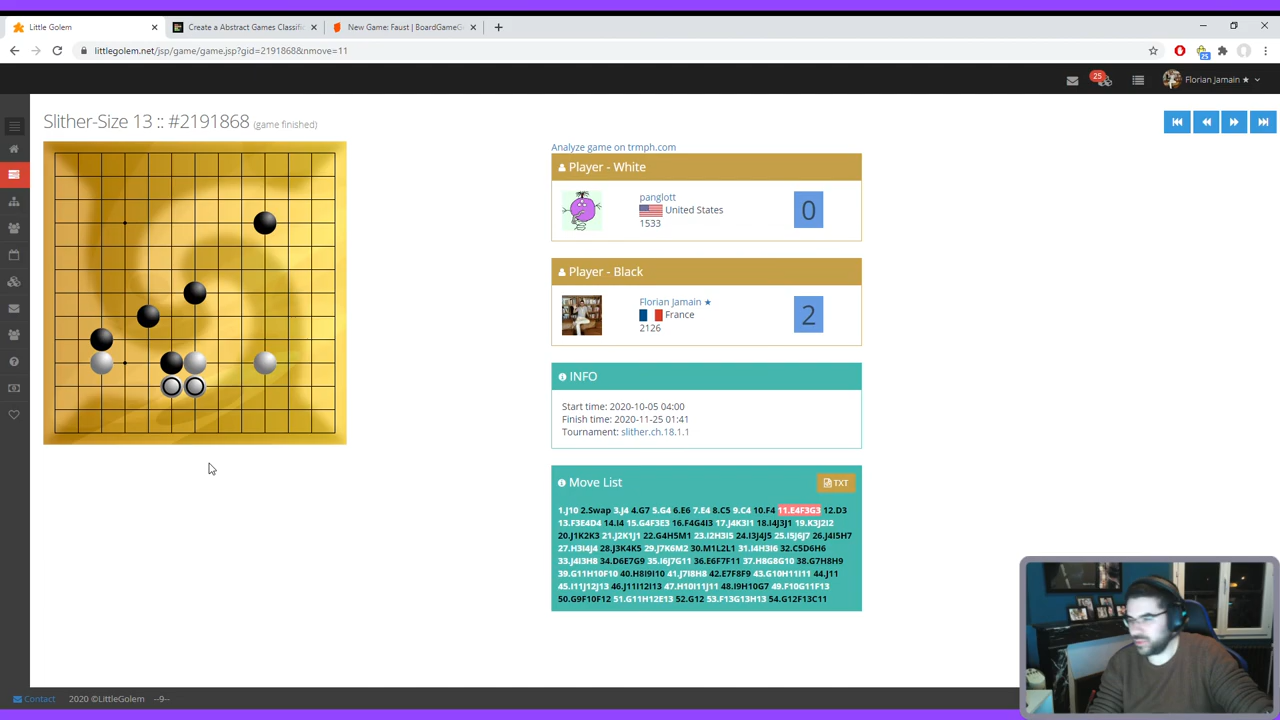 Little Golem
Create a Abstract Games Classifi
New Game: Faust | BoardGameG
littlegolem.net/jsp/game/game.jsp?gid=2191868&nmove=11
25
25
Florian Jamain ★
Slither-Size 13 :: #2191868 (game finished)
Analyze game on trmph.com
Player - White
panglott
United States
1533
0
Player - Black
Florian Jamain ★
France
2126
2
INFO
Start time: 2020-10-05 04:00
Finish time: 2020-11-25 01:41
Tournament: slither.ch.18.1.1
Move List
TXT
1.J10 2.Swap 3.J4 4.G7 5.G4 6.E6 7.E4 8.C5 9.C4 10.F4 11.E4F3G3 12.D3
13.F3E4D4 14.I4 15.G4F3E3 16.F4G4I3 17.J4K3I1 18.I4J3J1 19.K3J2I2
20.J1K2K3 21.J2K1J1 22.G4H5M1 23.I2H3I5 24.I3J4J5 25.I5J6J7 26.J4I5H7
27.H3I4J4 28.J3K4K5 29.J7K6M2 30.M1L2L1 31.I4H3I6 32.C5D6H6
33.J4I3H8 34.D6E7G9 35.I6J7G11 36.E6F7F11 37.H8G8G10 38.G7H8H9
39.G11H10F10 40.H8I9I10 41.J7I8H8 42.E7F8F9 43.G10H11I11 44.J11
45.I11J12J13 46.J11I12I13 47.H10I11J11 48.I9H10G7 49.F10G11F13
50.G9F10F12 51.G11H12E13 52.G12 53.F13G13H13 54.G12F13C11
Contact
2020 ©LittleGolem
--9--